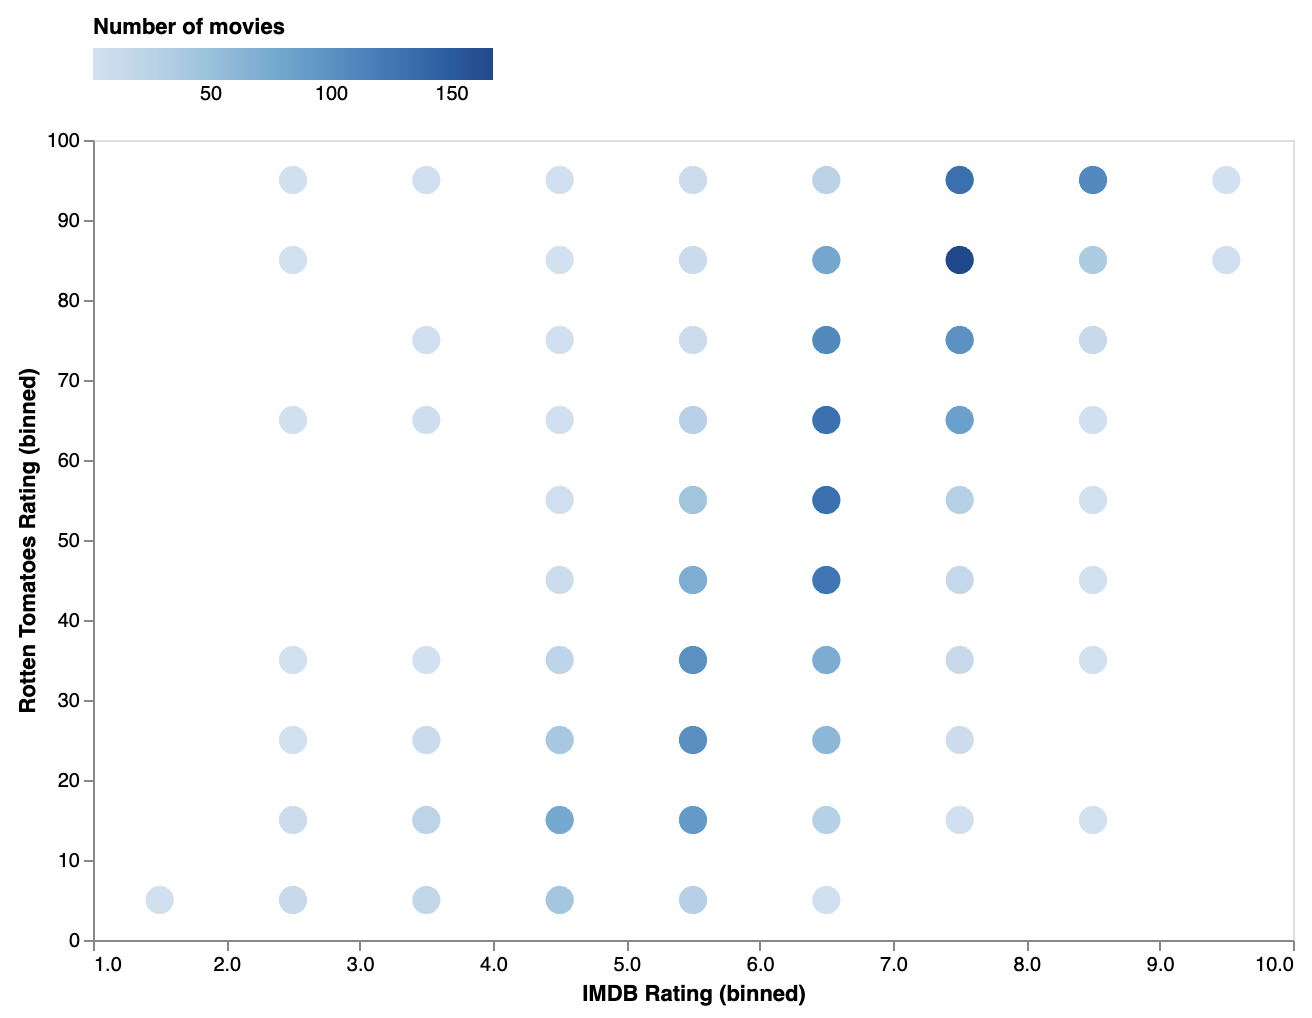 Number of movies
50 100 150
100
90
80
70
60
50
40
30
20
10
0
Rotten Tomatoes Rating (binned)
1.0 2.0 3.0 4.0 5.0 6.0 7.0 8.0 9.0 10.0
IMDB Rating (binned)